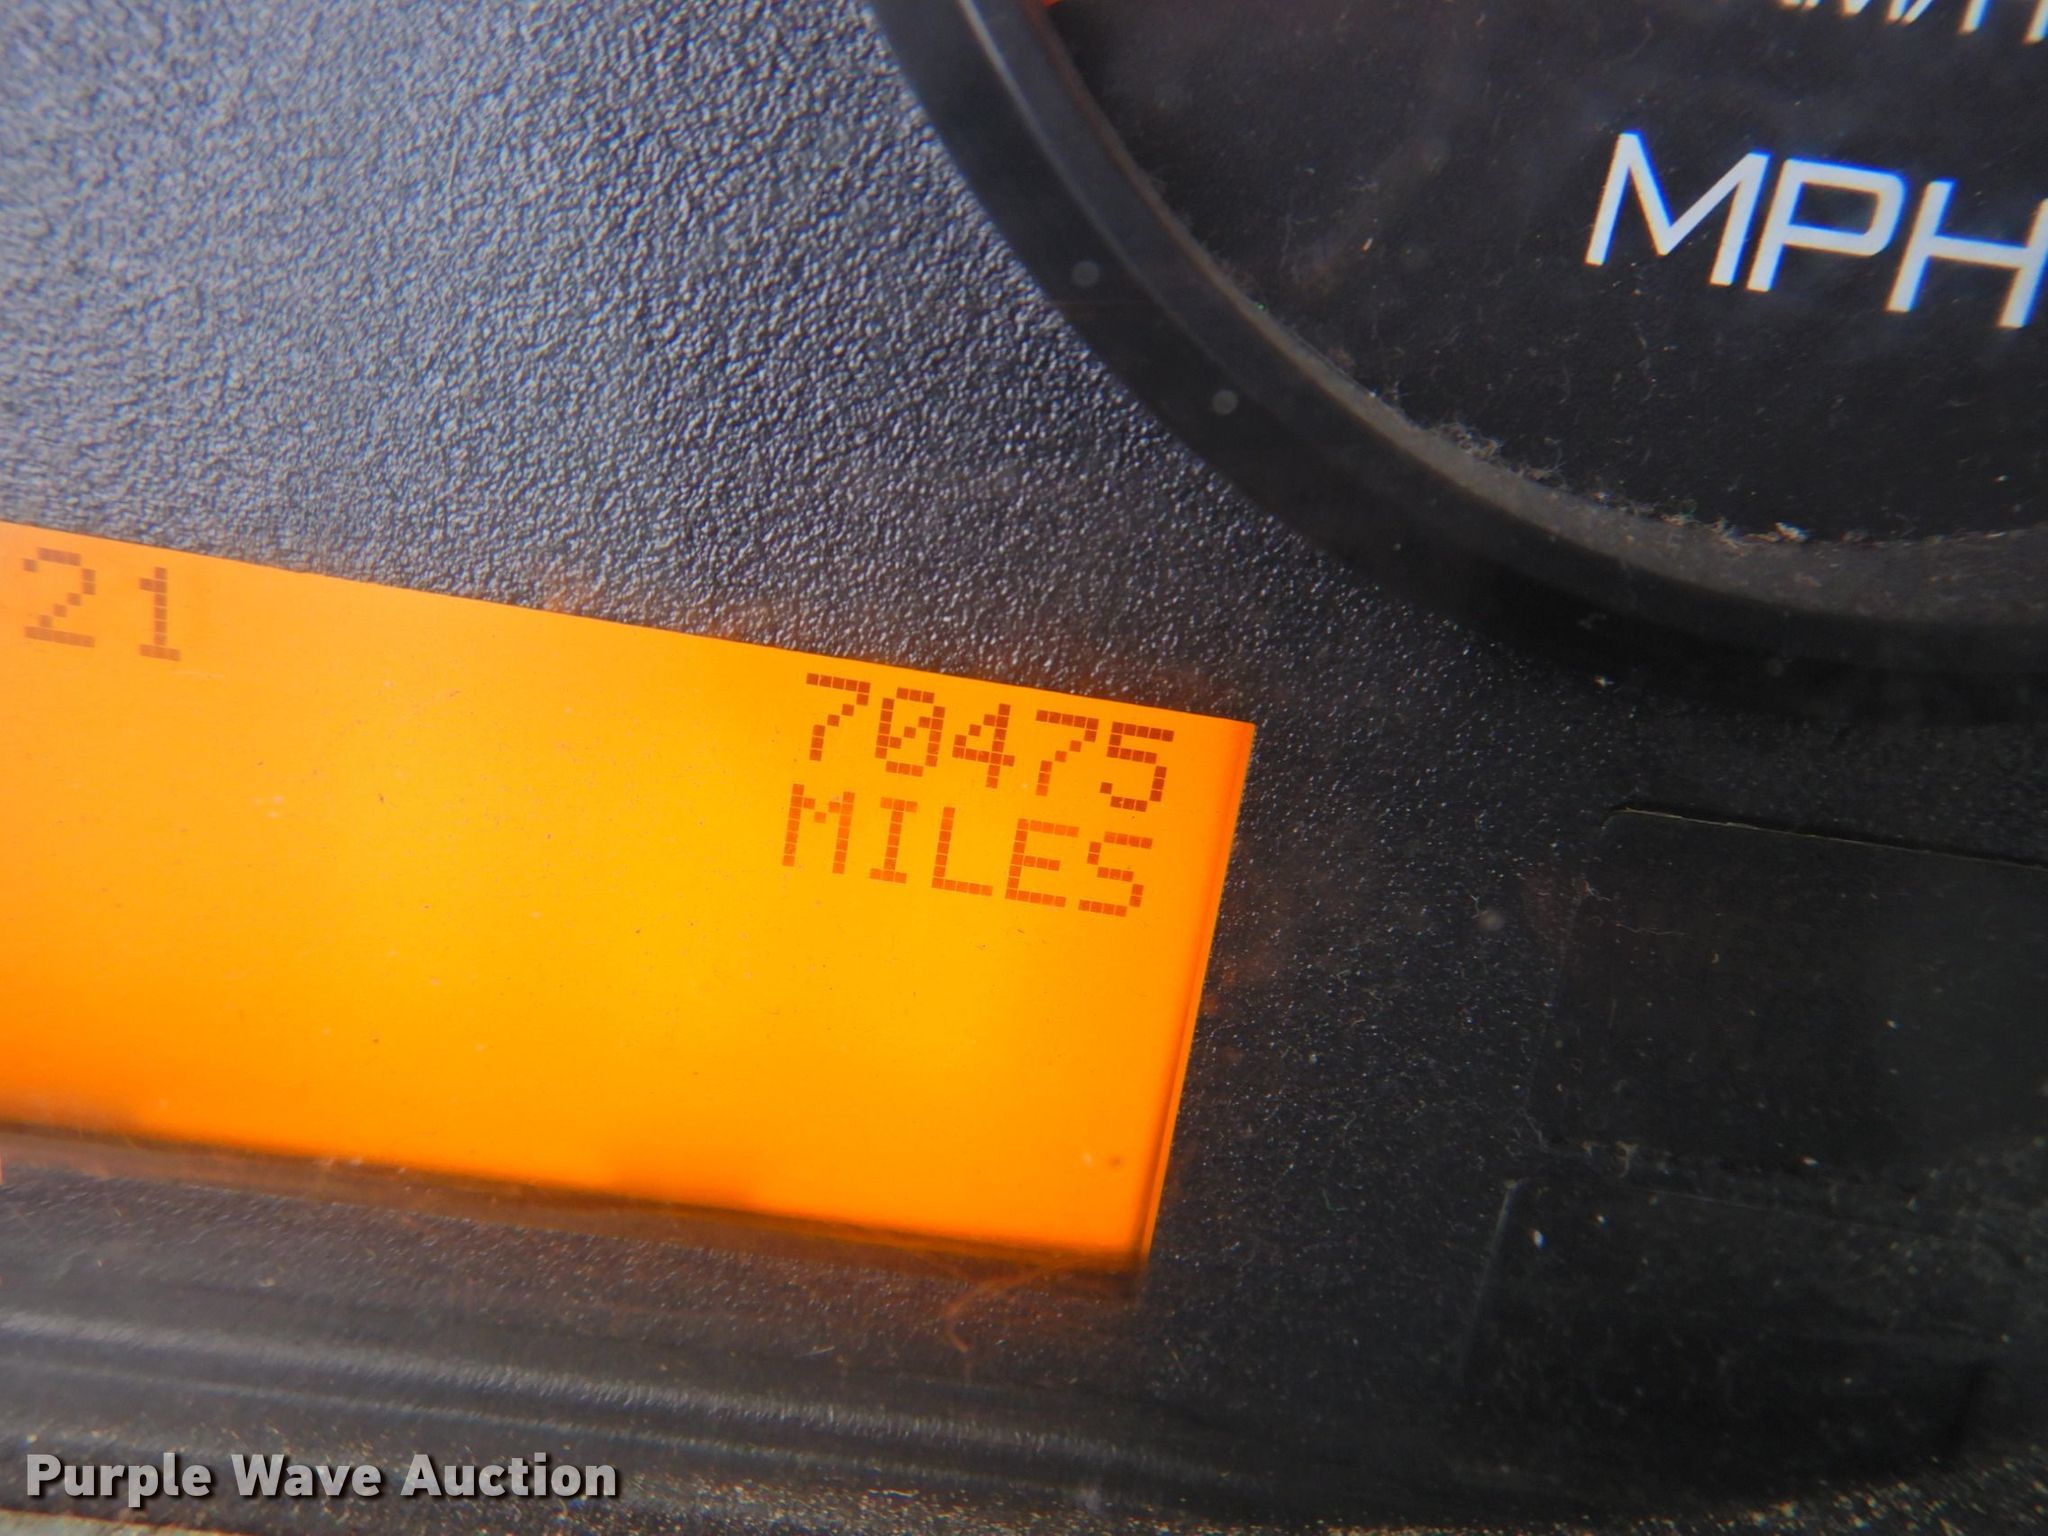 MPH
21
70475
MILES
Purple Wave Auction